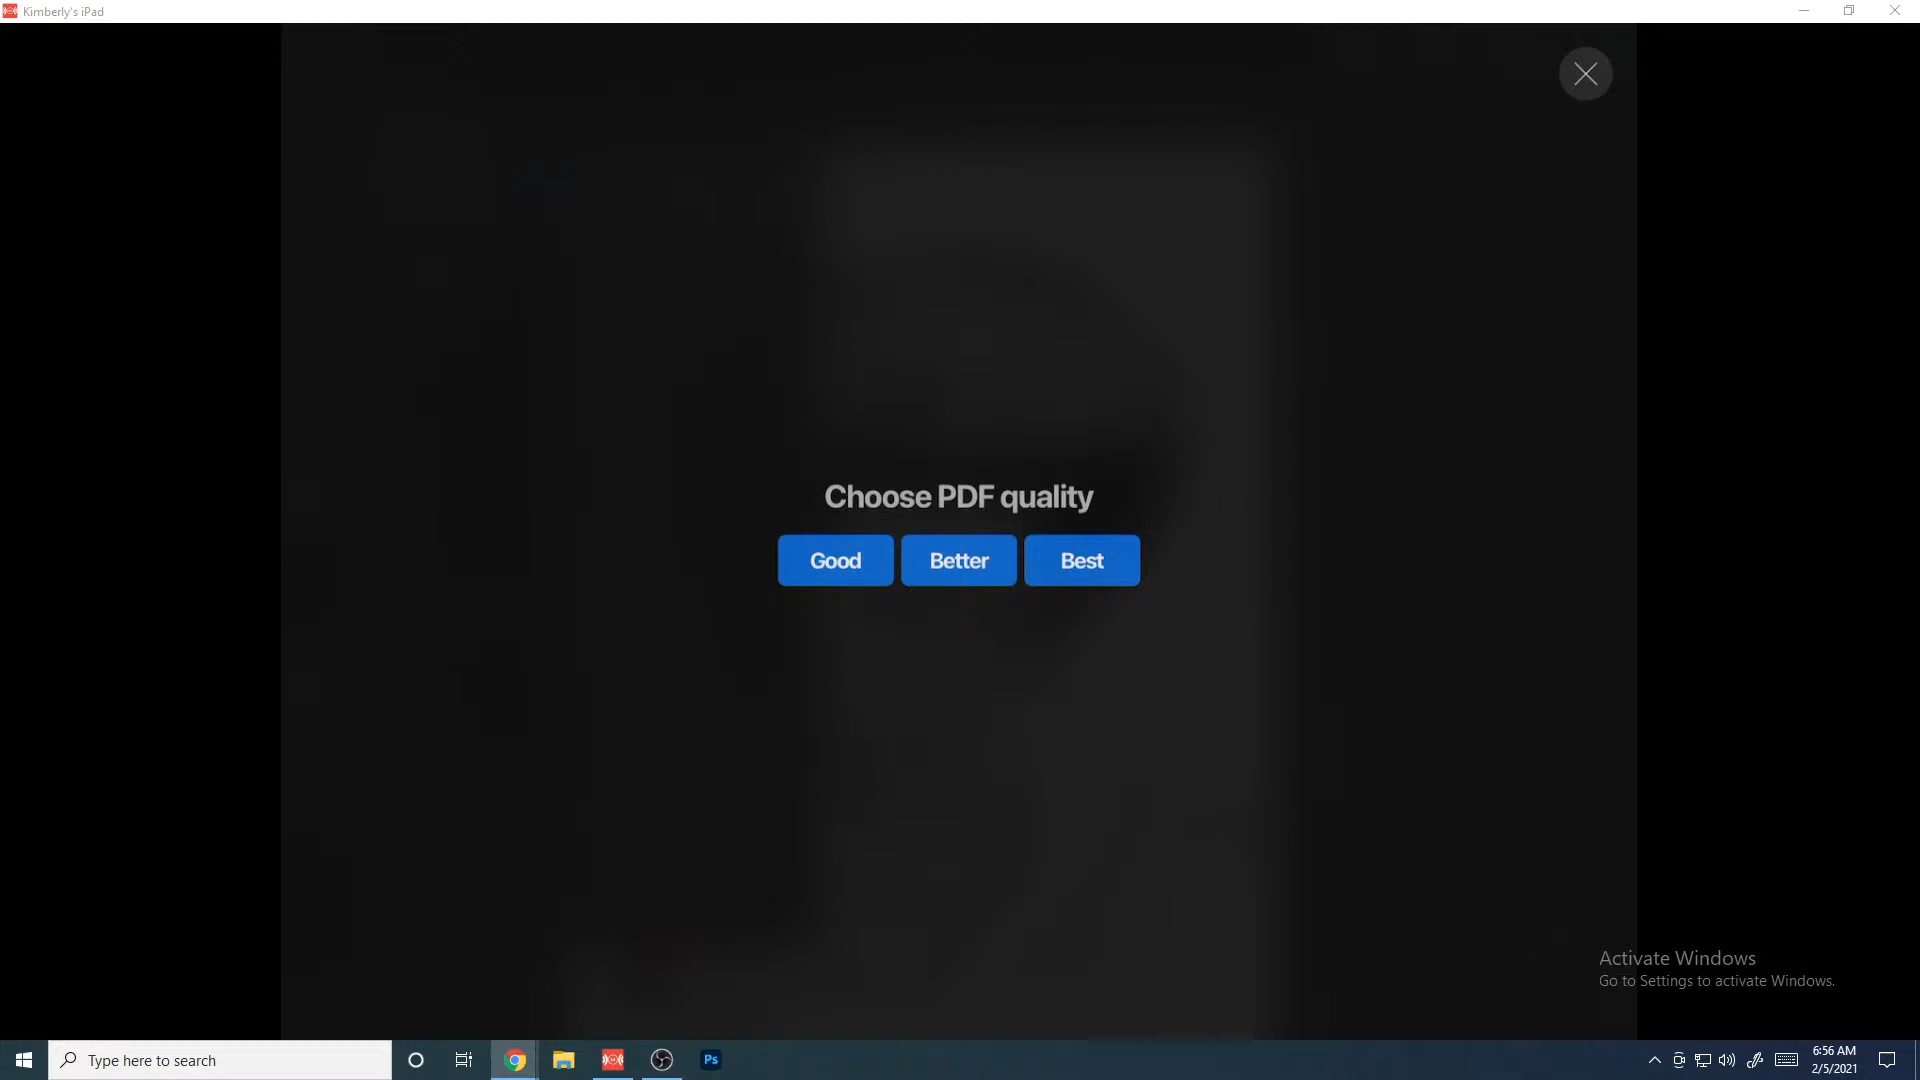 Kimberly's iPad
Choose PDF quality
Good Better Best
Activate Windows
Go to Settings to activate Windows.
Type here to search
Ps
6:56 AM
2/5/2021